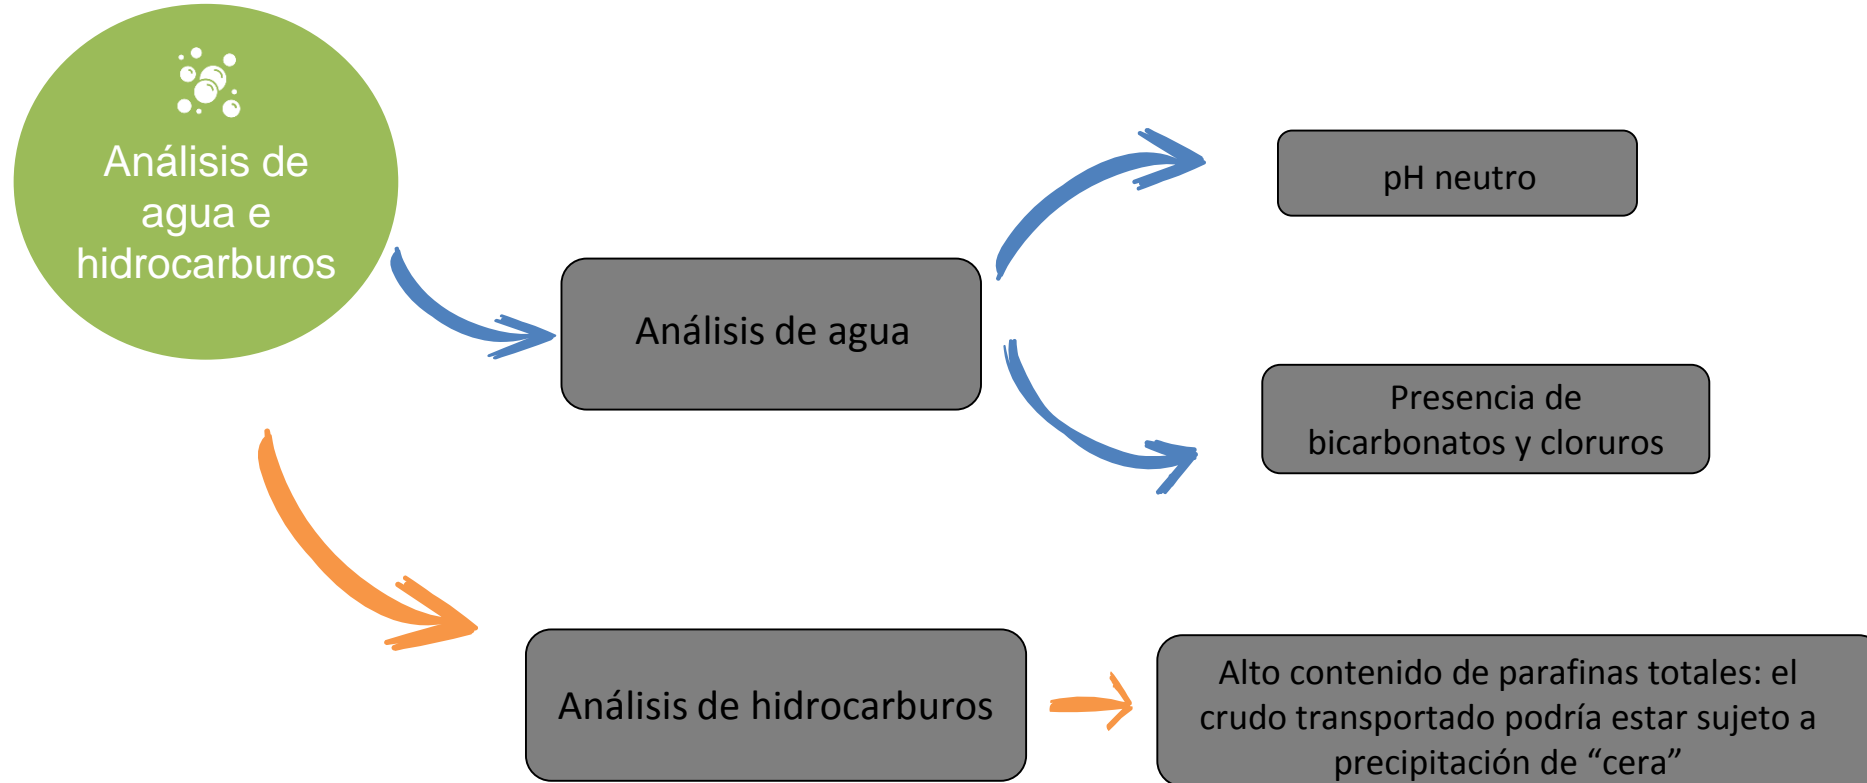 Análisis de
agua e
hidrocarburos
pH neutro
Análisis de agua
Presencia de
bicarbonatos y cloruros
Análisis de hidrocarburos
Alto contenido de parafinas totales: el
crudo transportado podría estar sujeto a
precipitación de “cera”